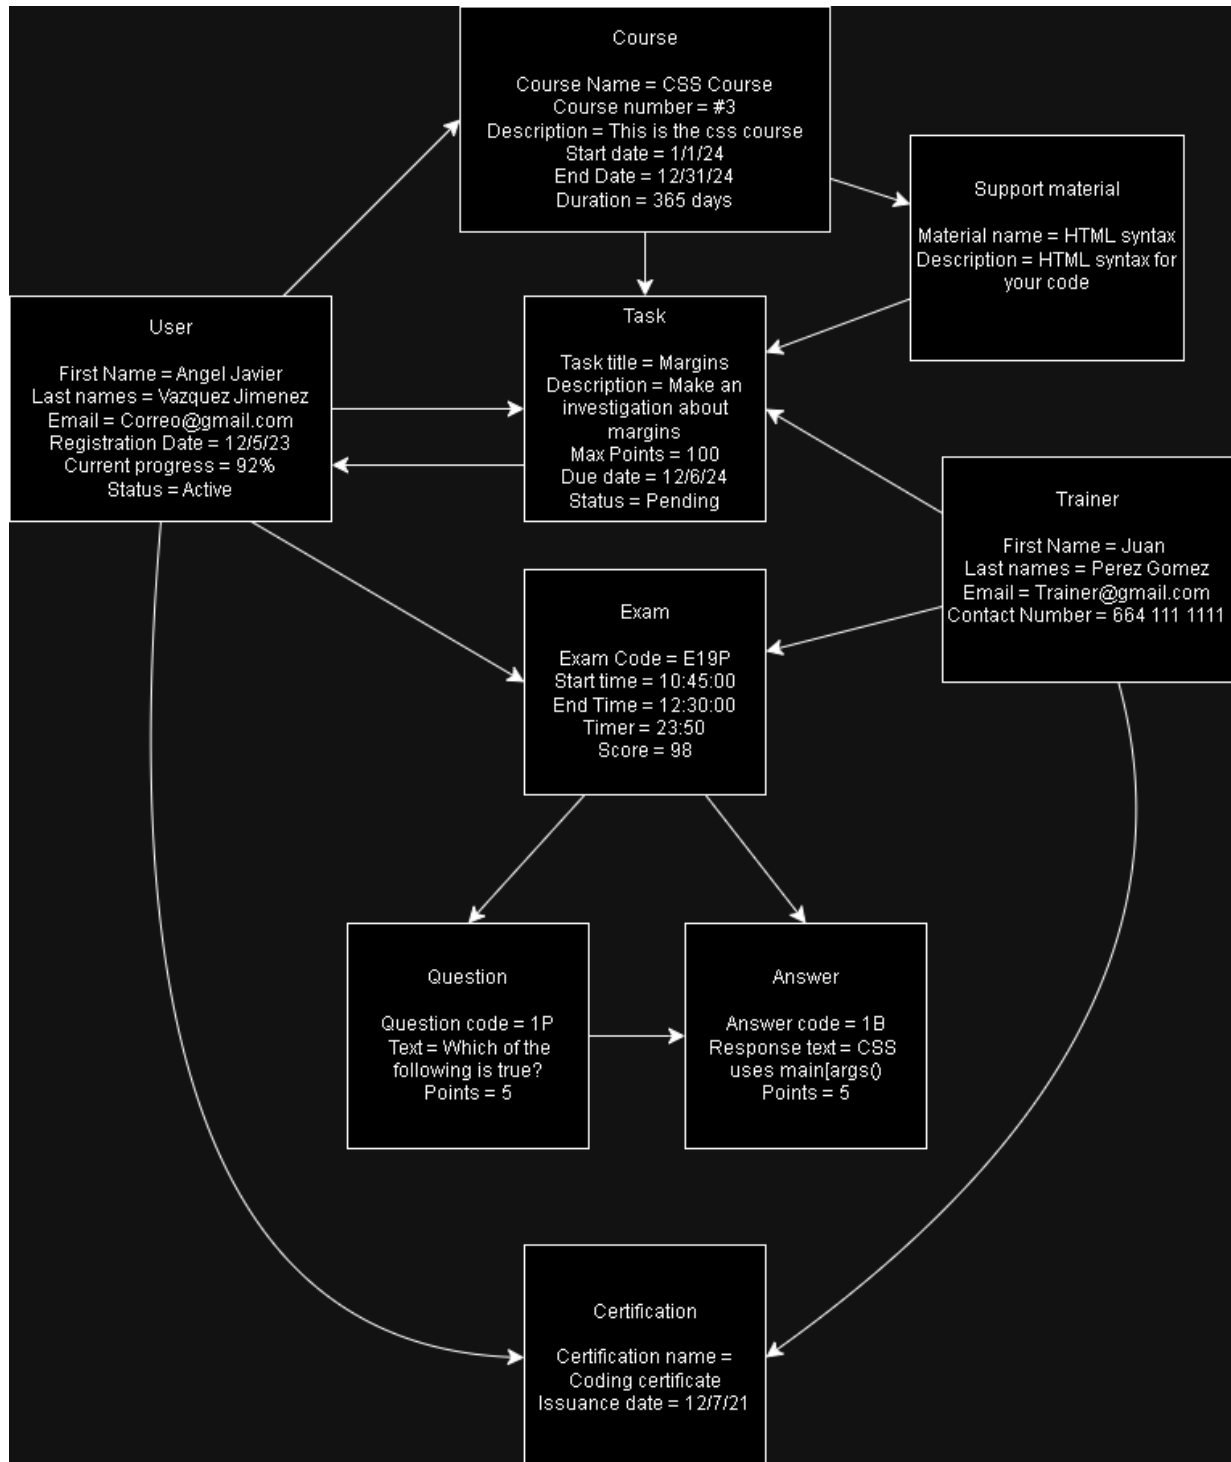 Course
Course Name = CSS Course
Course number = #3
Description = This is the css course
Start date = 1/1/24
End Date = 12/31/24
Duration = 365 days
Support material
Material name = HTML syntax
Description = HTML syntax for
your code
User
First Name = Angel Javier
Last names = Vazquez Jimenez
Email = Correo@gmail.com
Registration Date = 12/5/23
Current progress = 92%
Status = Active
Task
Task title = Margins
Description = Make an
investigation about
margins
Max Points = 100
Due date = 12/6/24
Status = Pending
Trainer
First Name = Juan
Last names = Perez Gomez
Email = Trainer@gmail.com
Contact Number = 664 111 1111
Exam
Exam Code = E19P
Start time = 10:45:00
End Time = 12:30:00
Timer = 23:50
Score = 98
Question
Question code = 1P
Text = Which of the
following is true?
Points = 5
Answer
Answer code = 1B
Response text = CSS
uses main[args()
Points = 5
Certification
Certification name =
Coding certificate
Issuance date = 12/7/21